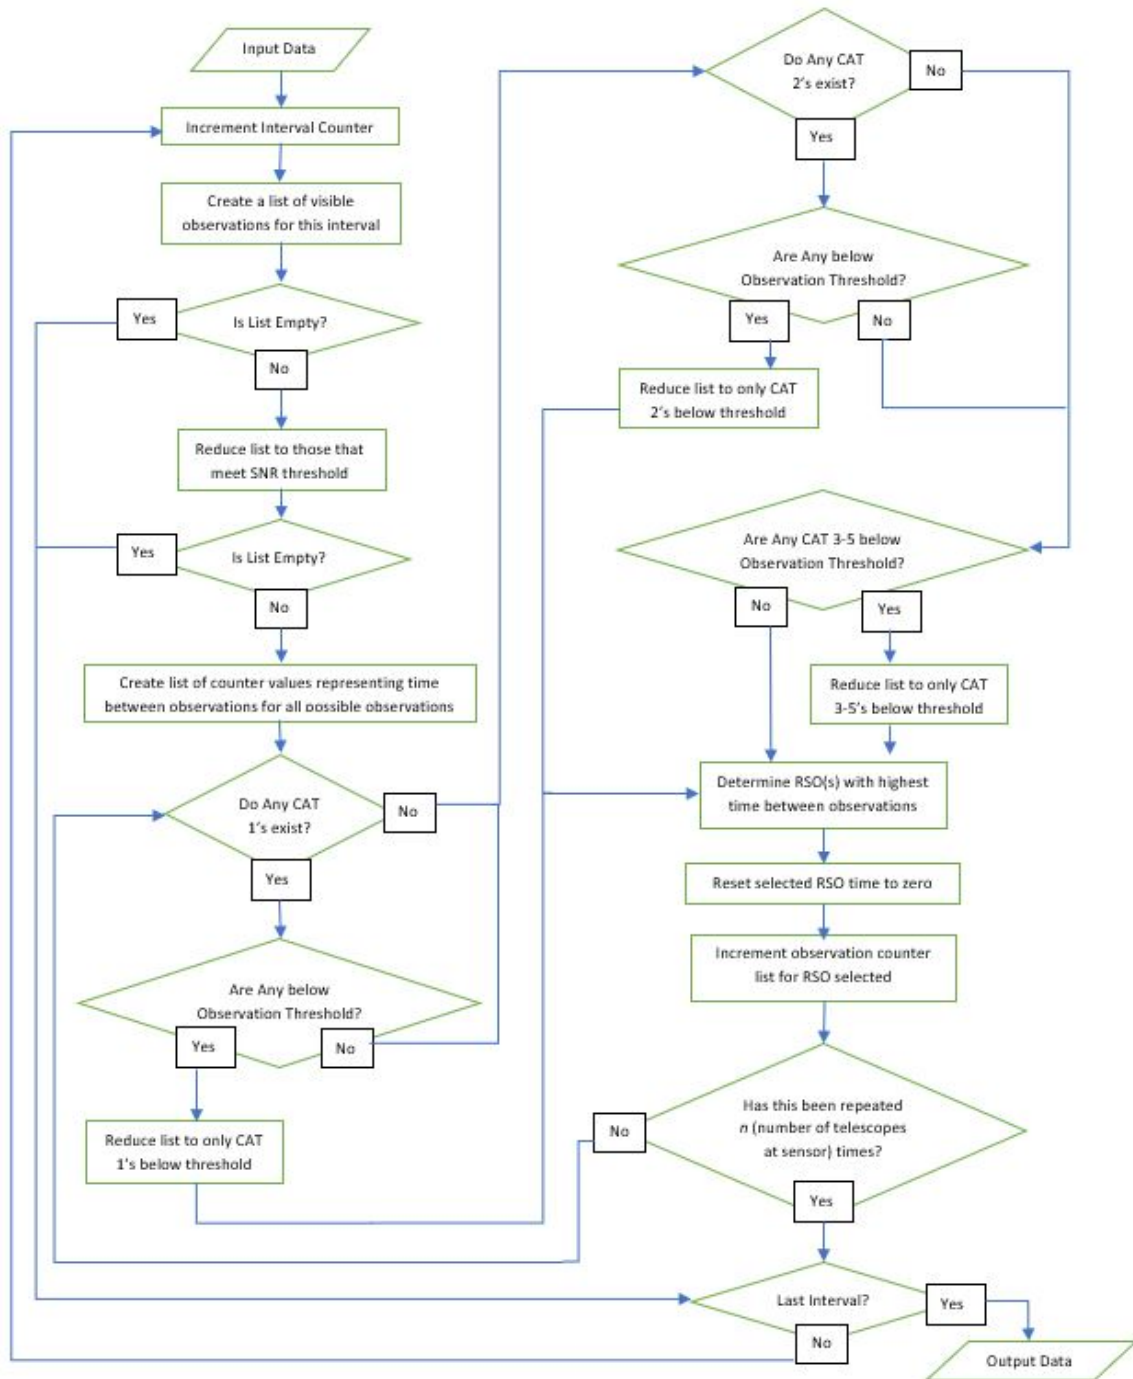 Input Data
Increment Interval Counter
Create a list of visible
observations for this interval
Is List Empty?
Yes
No
Reduce list to those that
meet SNR threshold
Is List Empty?
Yes
No
Create list of counter values representing time
between observations for all possible observations
Do Any CAT
1's exist?
No
Yes
Are Any below
Observation Threshold?
Yes
No
Reduce list to only CAT
1's below threshold
Do Any CAT
2's exist?
No
Yes
Are Any below
Observation Threshold?
Yes
No
Reduce list to only CAT
2's below threshold
Are Any CAT 3-5 below
Observation Threshold?
No
Yes
Reduce list to only CAT
3-5's below threshold
Determine RSO(s) with highest
time between observations
Reset selected RSO time to zero
Increment observation counter
list for RSO selected
Has this been repeated
n (number of telescopes
at sensor) times?
No
Yes
Last Interval?
Yes
No
Output Data